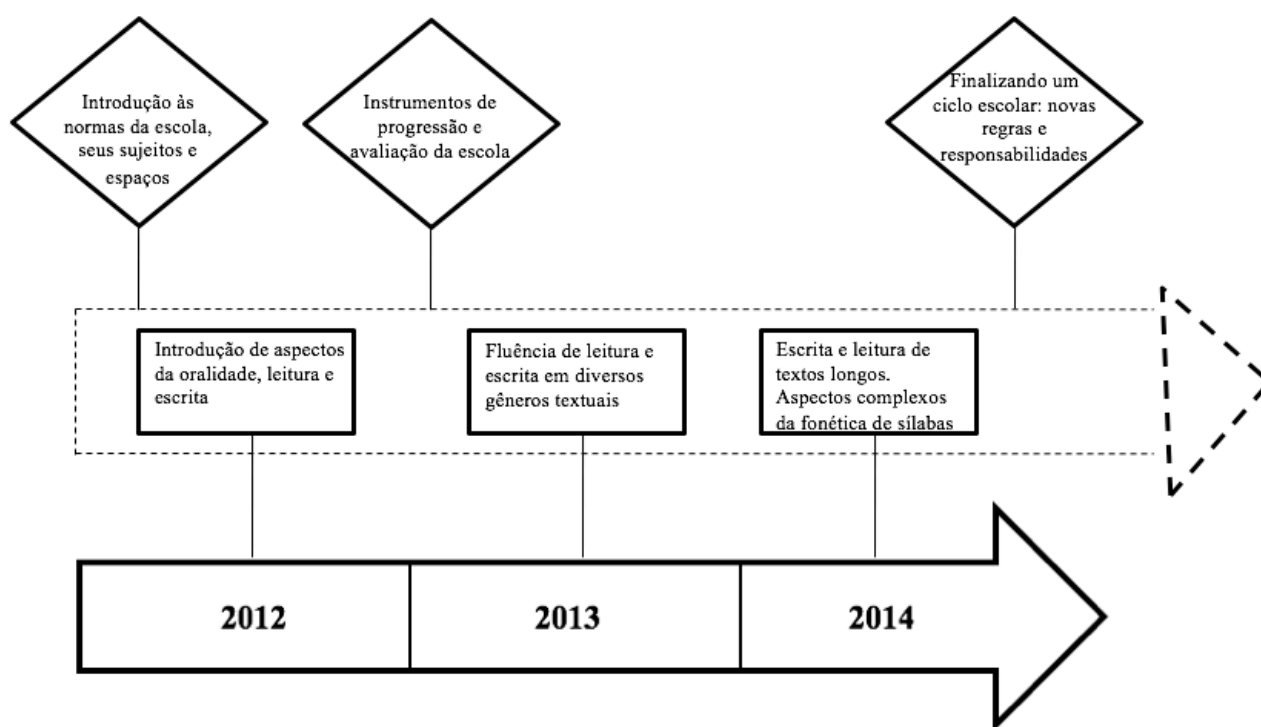 Introdução às
normas da escola,
seus sujeitos e
espaços
Instrumentos de
progressão e
avaliação da escola
Finalizando um
ciclo escolar: novas
regras e
responsabilidades
Introdução de aspectos
da oralidade, leitura e
escrita
Fluência de leitura e
escrita em diversos
gêneros textuais
Escrita e leitura de
textos longos.
Aspectos complexos
da fonética de sílabas
2012
2013
2014